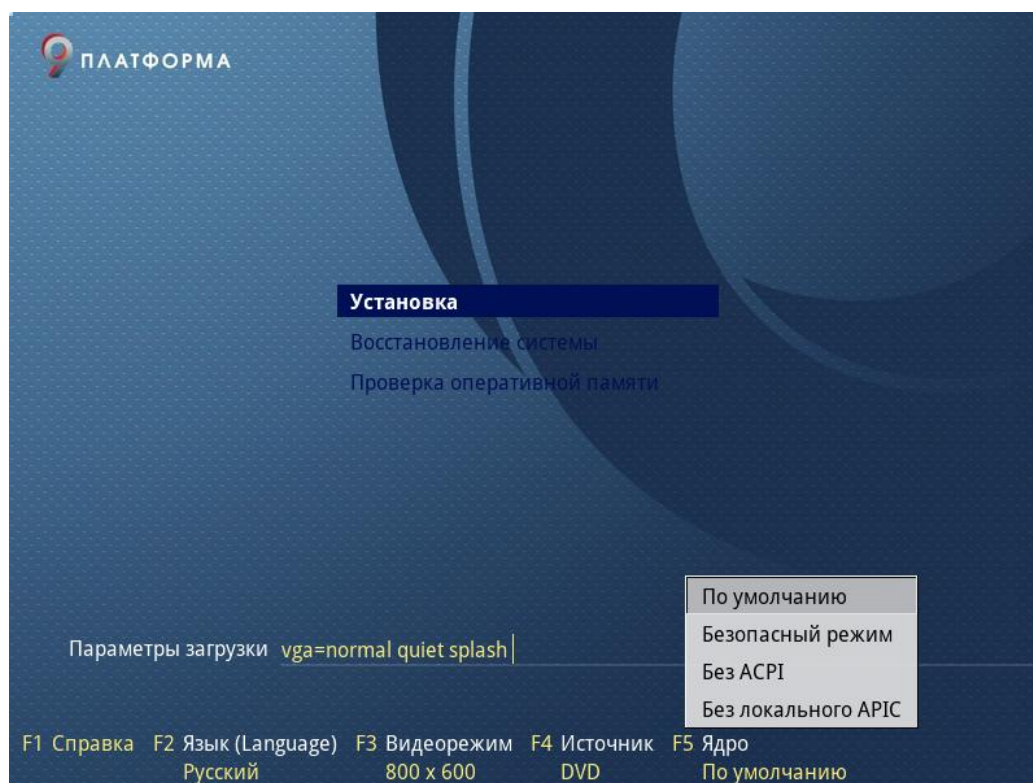 9 ПЛАТФОРМА
Установка
Восстановление системы
Проверка оперативной памяти
По умолчанию
Безопасный режим
Без ACPI
Без локального APIC
Параметры загрузки vga=normal quiet splash
F1 Справка F2 Язык (Language) F3 Видеорежим F4 Источник F5 Ядро
Русский 800 x 600 DVD По умолчанию